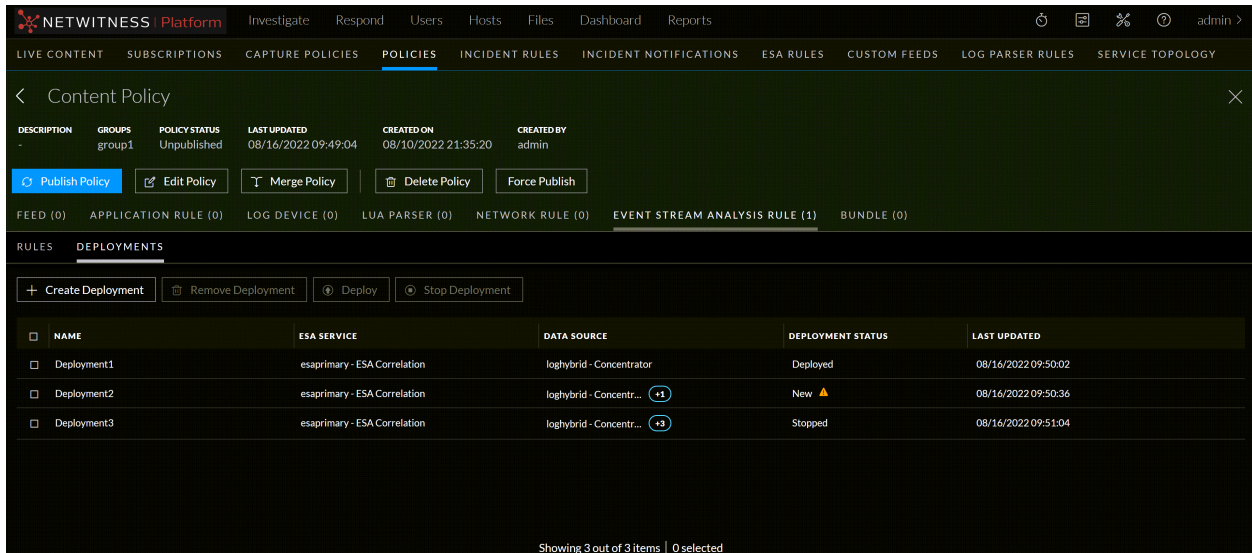 NETWITNESS Platform Investigate Respond Users Hosts Files Dashboard Reports admin >
LIVE CONTENT SUBSCRIPTIONS CAPTURE POLICIES POLICIES INCIDENT RULES INCIDENT NOTIFICATIONS ESA RULES CUSTOM FEEDS LOG PARSER RULES SERVICE TOPOLOGY
Content Policy
DESCRIPTION GROUPS POLICY STATUS LAST UPDATED CREATED ON CREATED BY
- group1 Unpublished 08/16/2022 09:49:04 08/10/2022 21:35:20 admin
Publish Policy Edit Policy Merge Policy Delete Policy Force Publish
FEED (0) APPLICATION RULE (0) LOG DEVICE (0) LUA PARSER (0) NETWORK RULE (0) EVENT STREAM ANALYSIS RULE (1) BUNDLE (0)
RULES DEPLOYMENTS
+ Create Deployment Remove Deployment Deploy Stop Deployment
NAME ESA SERVICE DATA SOURCE DEPLOYMENT STATUS LAST UPDATED
Deployment1 esaprimary - ESA Correlation loghybrid - Concentrator Deployed 08/16/2022 09:50:02
Deployment2 esaprimary - ESA Correlation loghybrid - Concentr... +1 New 08/16/2022 09:50:36
Deployment3 esaprimary - ESA Correlation loghybrid - Concentr... +3 Stopped 08/16/2022 09:51:04
Showing 3 out of 3 items | 0 selected